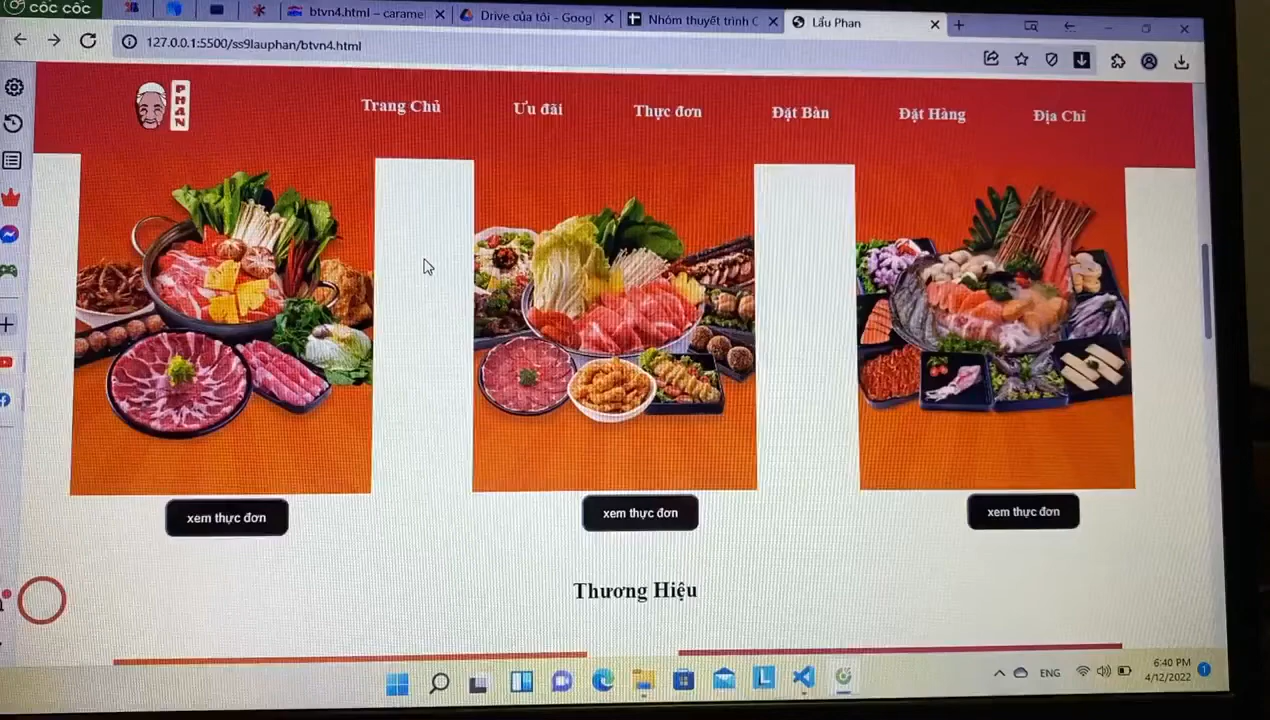 cốc cốc
btvn4.html – caramel
Drive của tôi - Goog
Nhóm thuyết trình C
Lẩu Phan
127.0.0.1:5500/ss9lauphan/btvn4.html
PHAN
Trang Chủ
Ưu đãi
Thực đơn
Đặt Bàn
Đặt Hàng
Địa Chỉ
xem thực đơn
xem thực đơn
xem thực đơn
Thương Hiệu
ENG
6:40 PM
4/12/2022
1